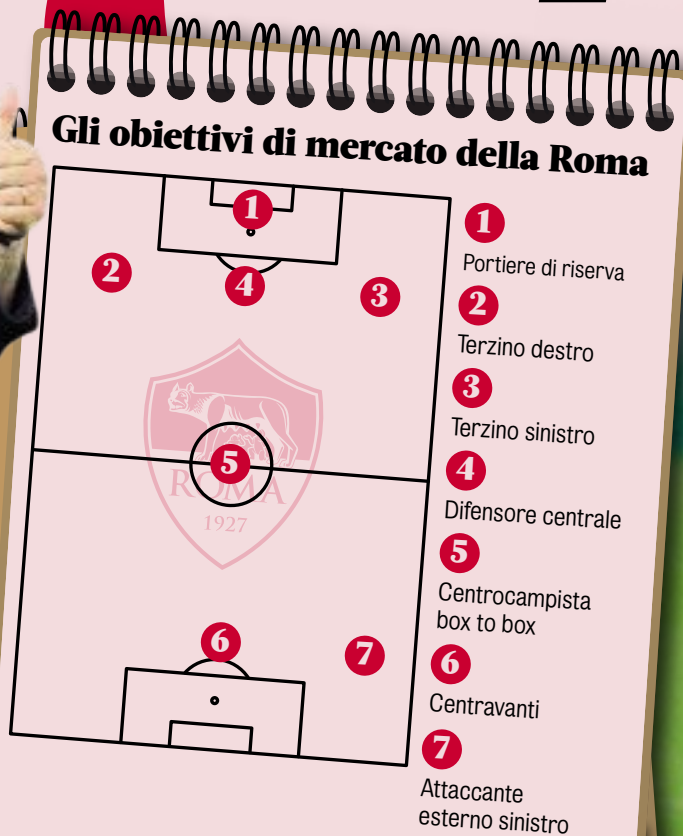 Gli obiettivi di mercato della Roma
1
2
4
3
5
ROMA
1927
6
7
1
Portiere di riserva
2
Terzino destro
3
Terzino sinistro
4
Difensore centrale
5
Centrocampista
box to box
6
Centravanti
7
Attaccante
esterno sinistro